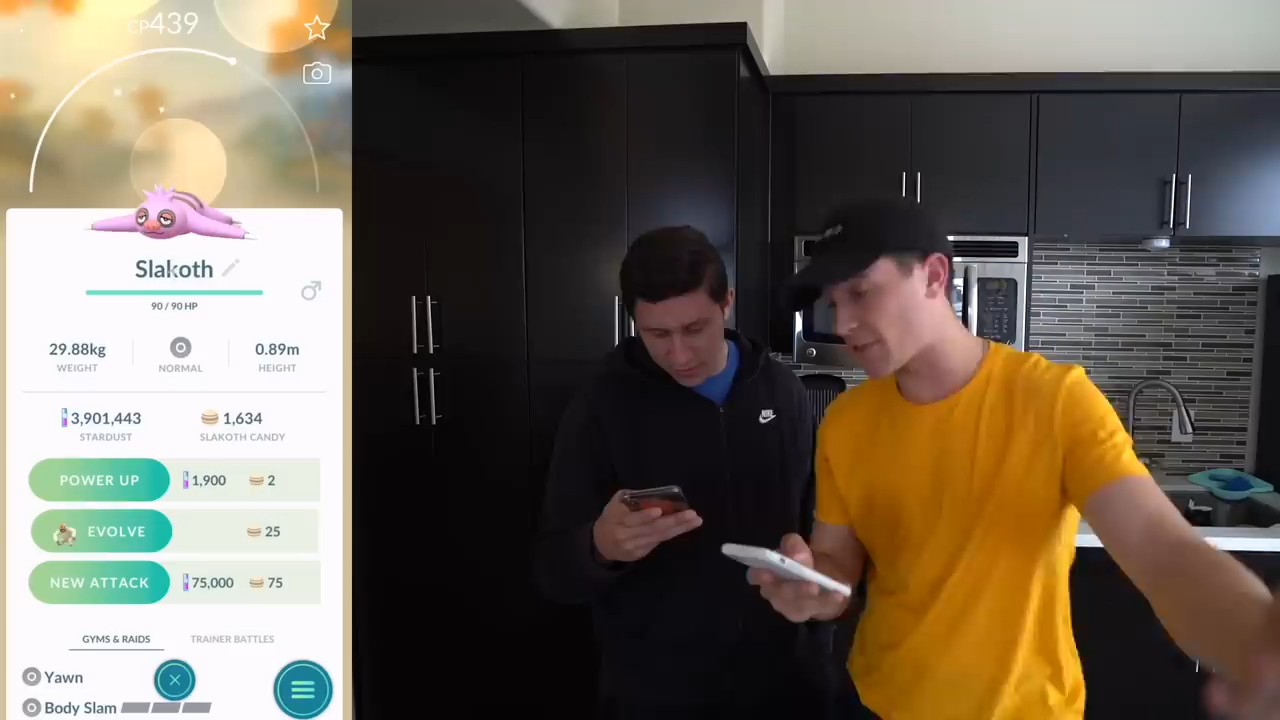 CP439
Slakoth
90 / 90 HP
29.88kg
WEIGHT
NORMAL
0.89m
HEIGHT
3,901,443
STARDUST
1,634
SLAKOTH CANDY
POWER UP 1,900 2
EVOLVE 25
NEW ATTACK 75,000 75
GYMS & RAIDS TRAINER BATTLES
Yawn
Body Slam
NIKE